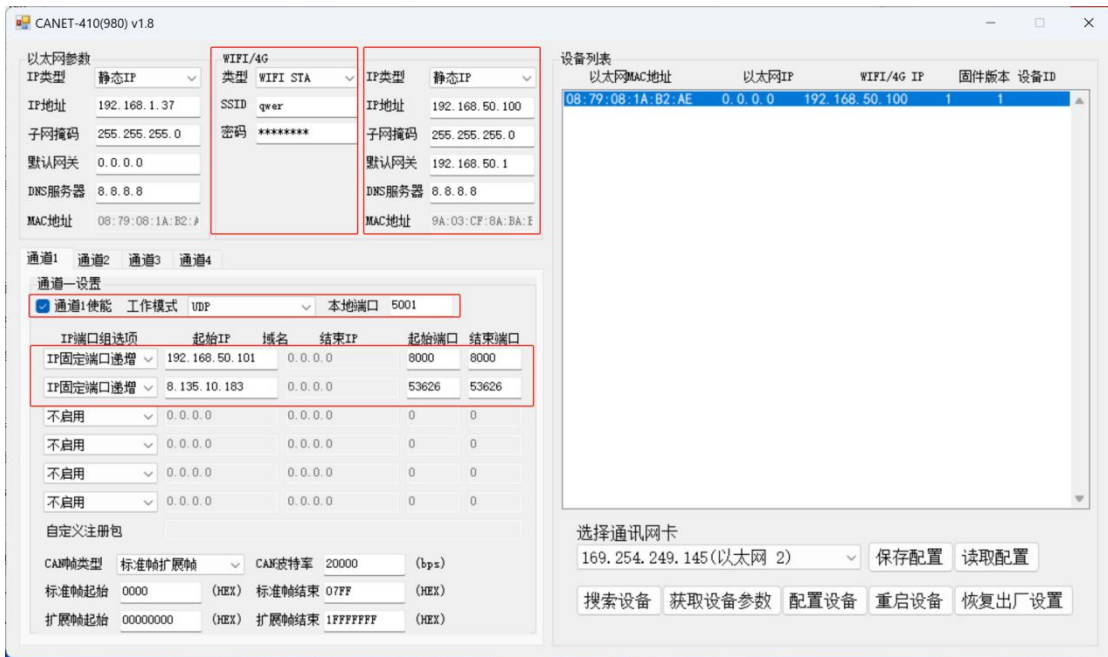 CANET-410(980) v1.8
以太网参数
IP类型 静态IP
IP地址 192.168.1.37
子网掩码 255.255.255.0
默认网关 0.0.0.0
DNS服务器 8.8.8.8
MAC地址 08:79:08:1A:B2:A
WIFI/4G
类型 WIFI STA
SSID qwer
密码 ********
IP类型 静态IP
IP地址 192.168.50.100
子网掩码 255.255.255.0
默认网关 192.168.50.1
DNS服务器 8.8.8.8
MAC地址 9A:03:CF:8A:BA:E
通道1 通道2 通道3 通道4
通道一设置
通道1使能 工作模式 UDP 本地端口 5001
IP端口组选项 起始IP 域名 结束IP 起始端口 结束端口
IP固定端口递增 192.168.50.101 0.0.0.0 8000 8000
IP固定端口递增 8.135.10.183 0.0.0.0 53626 53626
不启用 0.0.0.0 0.0.0.0 0 0
不启用 0.0.0.0 0.0.0.0 0 0
不启用 0.0.0.0 0.0.0.0 0 0
不启用 0.0.0.0 0.0.0.0 0 0
自定义注册包
CAN帧类型 标准帧扩展帧 CAN波特率 20000 (bps)
标准帧起始 0000 (HEX) 标准帧结束 07FF (HEX)
扩展帧起始 00000000 (HEX) 扩展帧结束 1FFFFFFF (HEX)
设备列表
以太网MAC地址 以太网IP WIFI/4G IP 固件版本 设备ID
08:79:08:1A:B2:AE 0.0.0.0 192.168.50.100 1 1
选择通讯网卡
169.254.249.145(以太网 2) 保存配置 读取配置
搜索设备 获取设备参数 配置设备 重启设备 恢复出厂设置